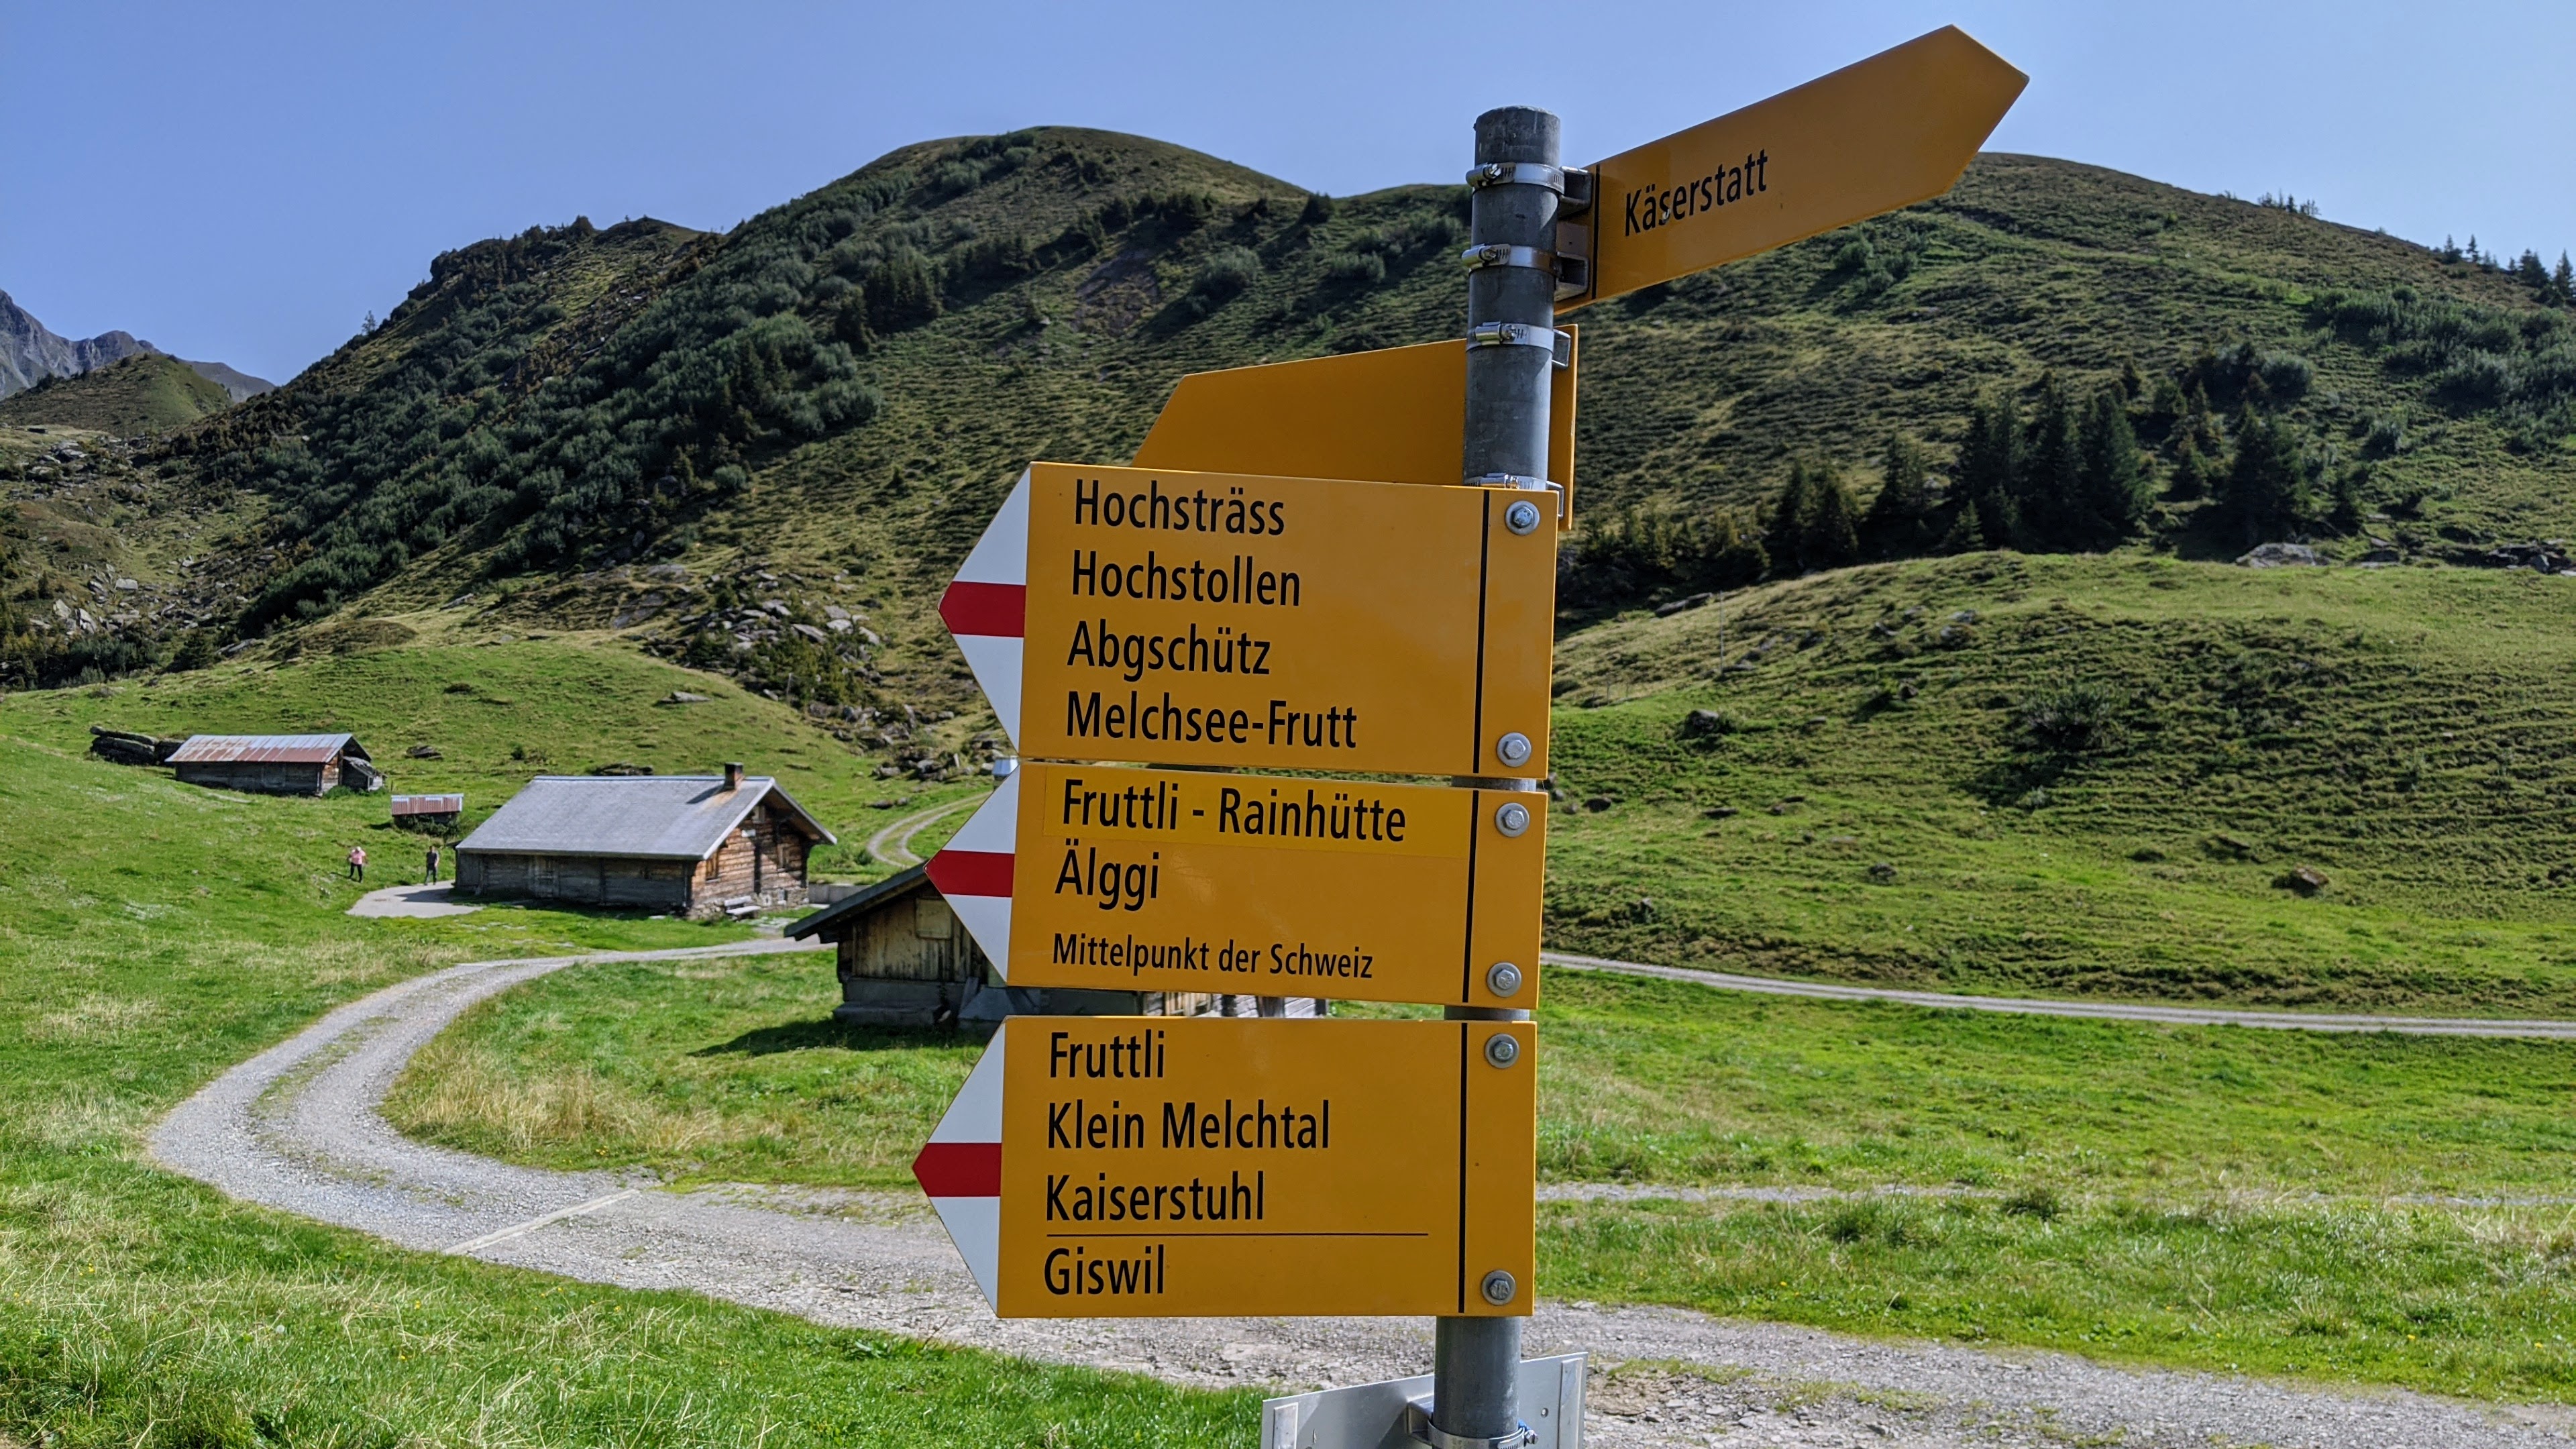 Käserstatt
Hochsträss
Hochstollen
Abgschütz
Melchsee-Frutt
Fruttli - Rainhütte
Älggi
Mittelpunkt der Schweiz
Fruttli
Klein Melchtal
Kaiserstuhl
Giswil